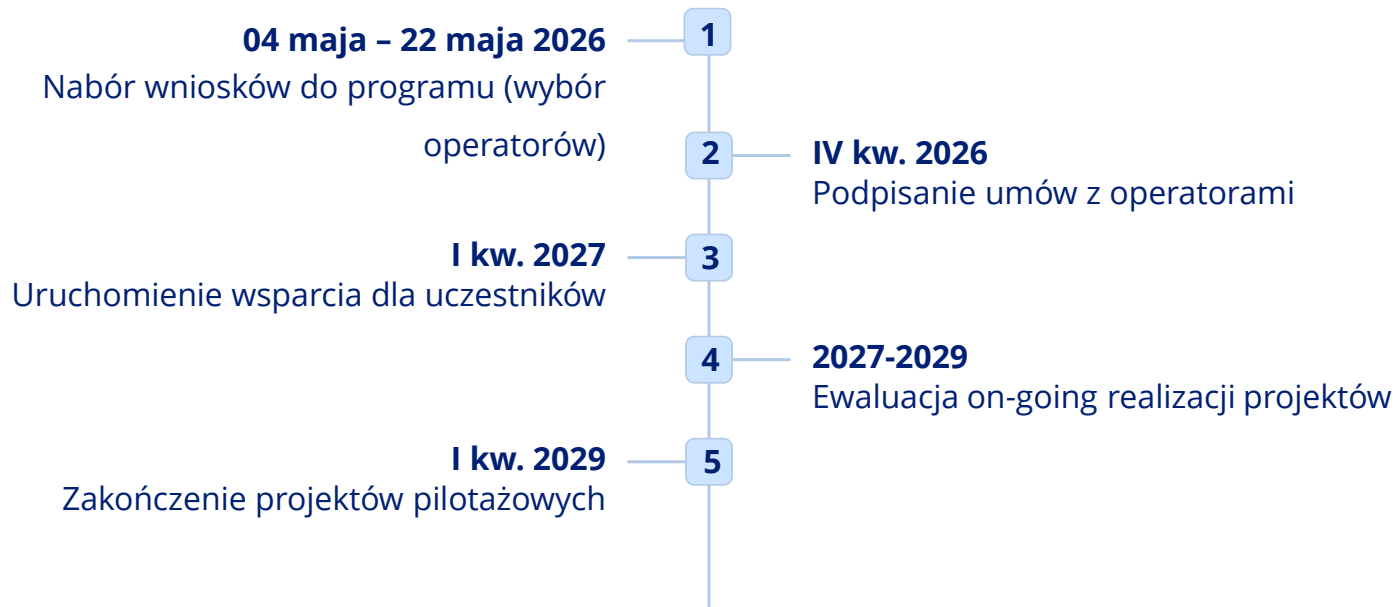 04 maja – 22 maja 2026
Nabór wniosków do programu (wybór
operatorów)
1
2
IV kw. 2026
Podpisanie umów z operatorami
I kw. 2027
Uruchomienie wsparcia dla uczestników
3
4
2027-2029
Ewaluacja on-going realizacji projektów
I kw. 2029
Zakończenie projektów pilotażowych
5